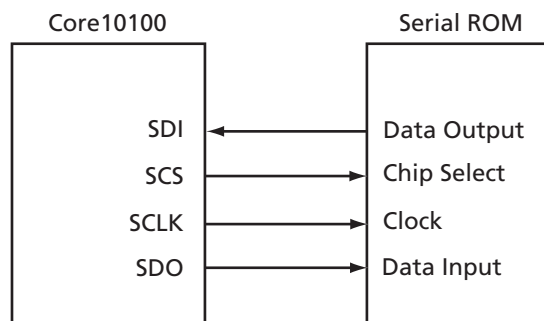 Core10100 Serial ROM
SDI Data Output
SCS Chip Select
SCLK Clock
SDO Data Input